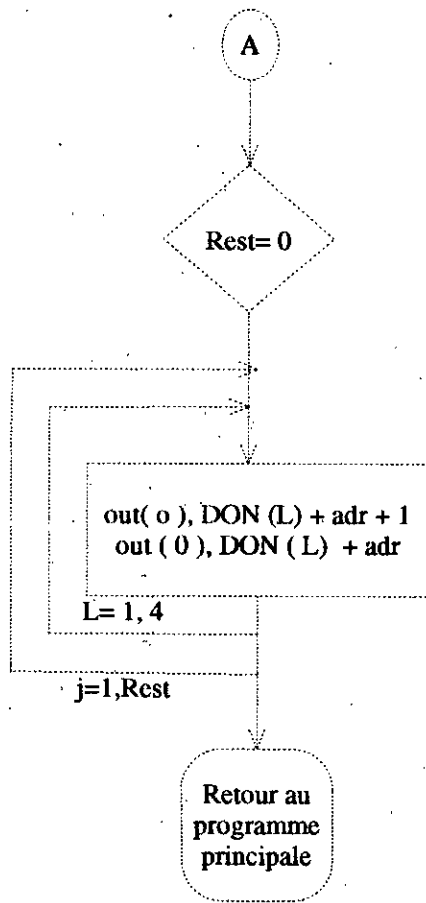 A
Rest= 0
out( o ), DON (L) + adr + 1
out ( 0 ), DON ( L) + adr
L= 1, 4
j=1,Rest
Retour au
programme
principale